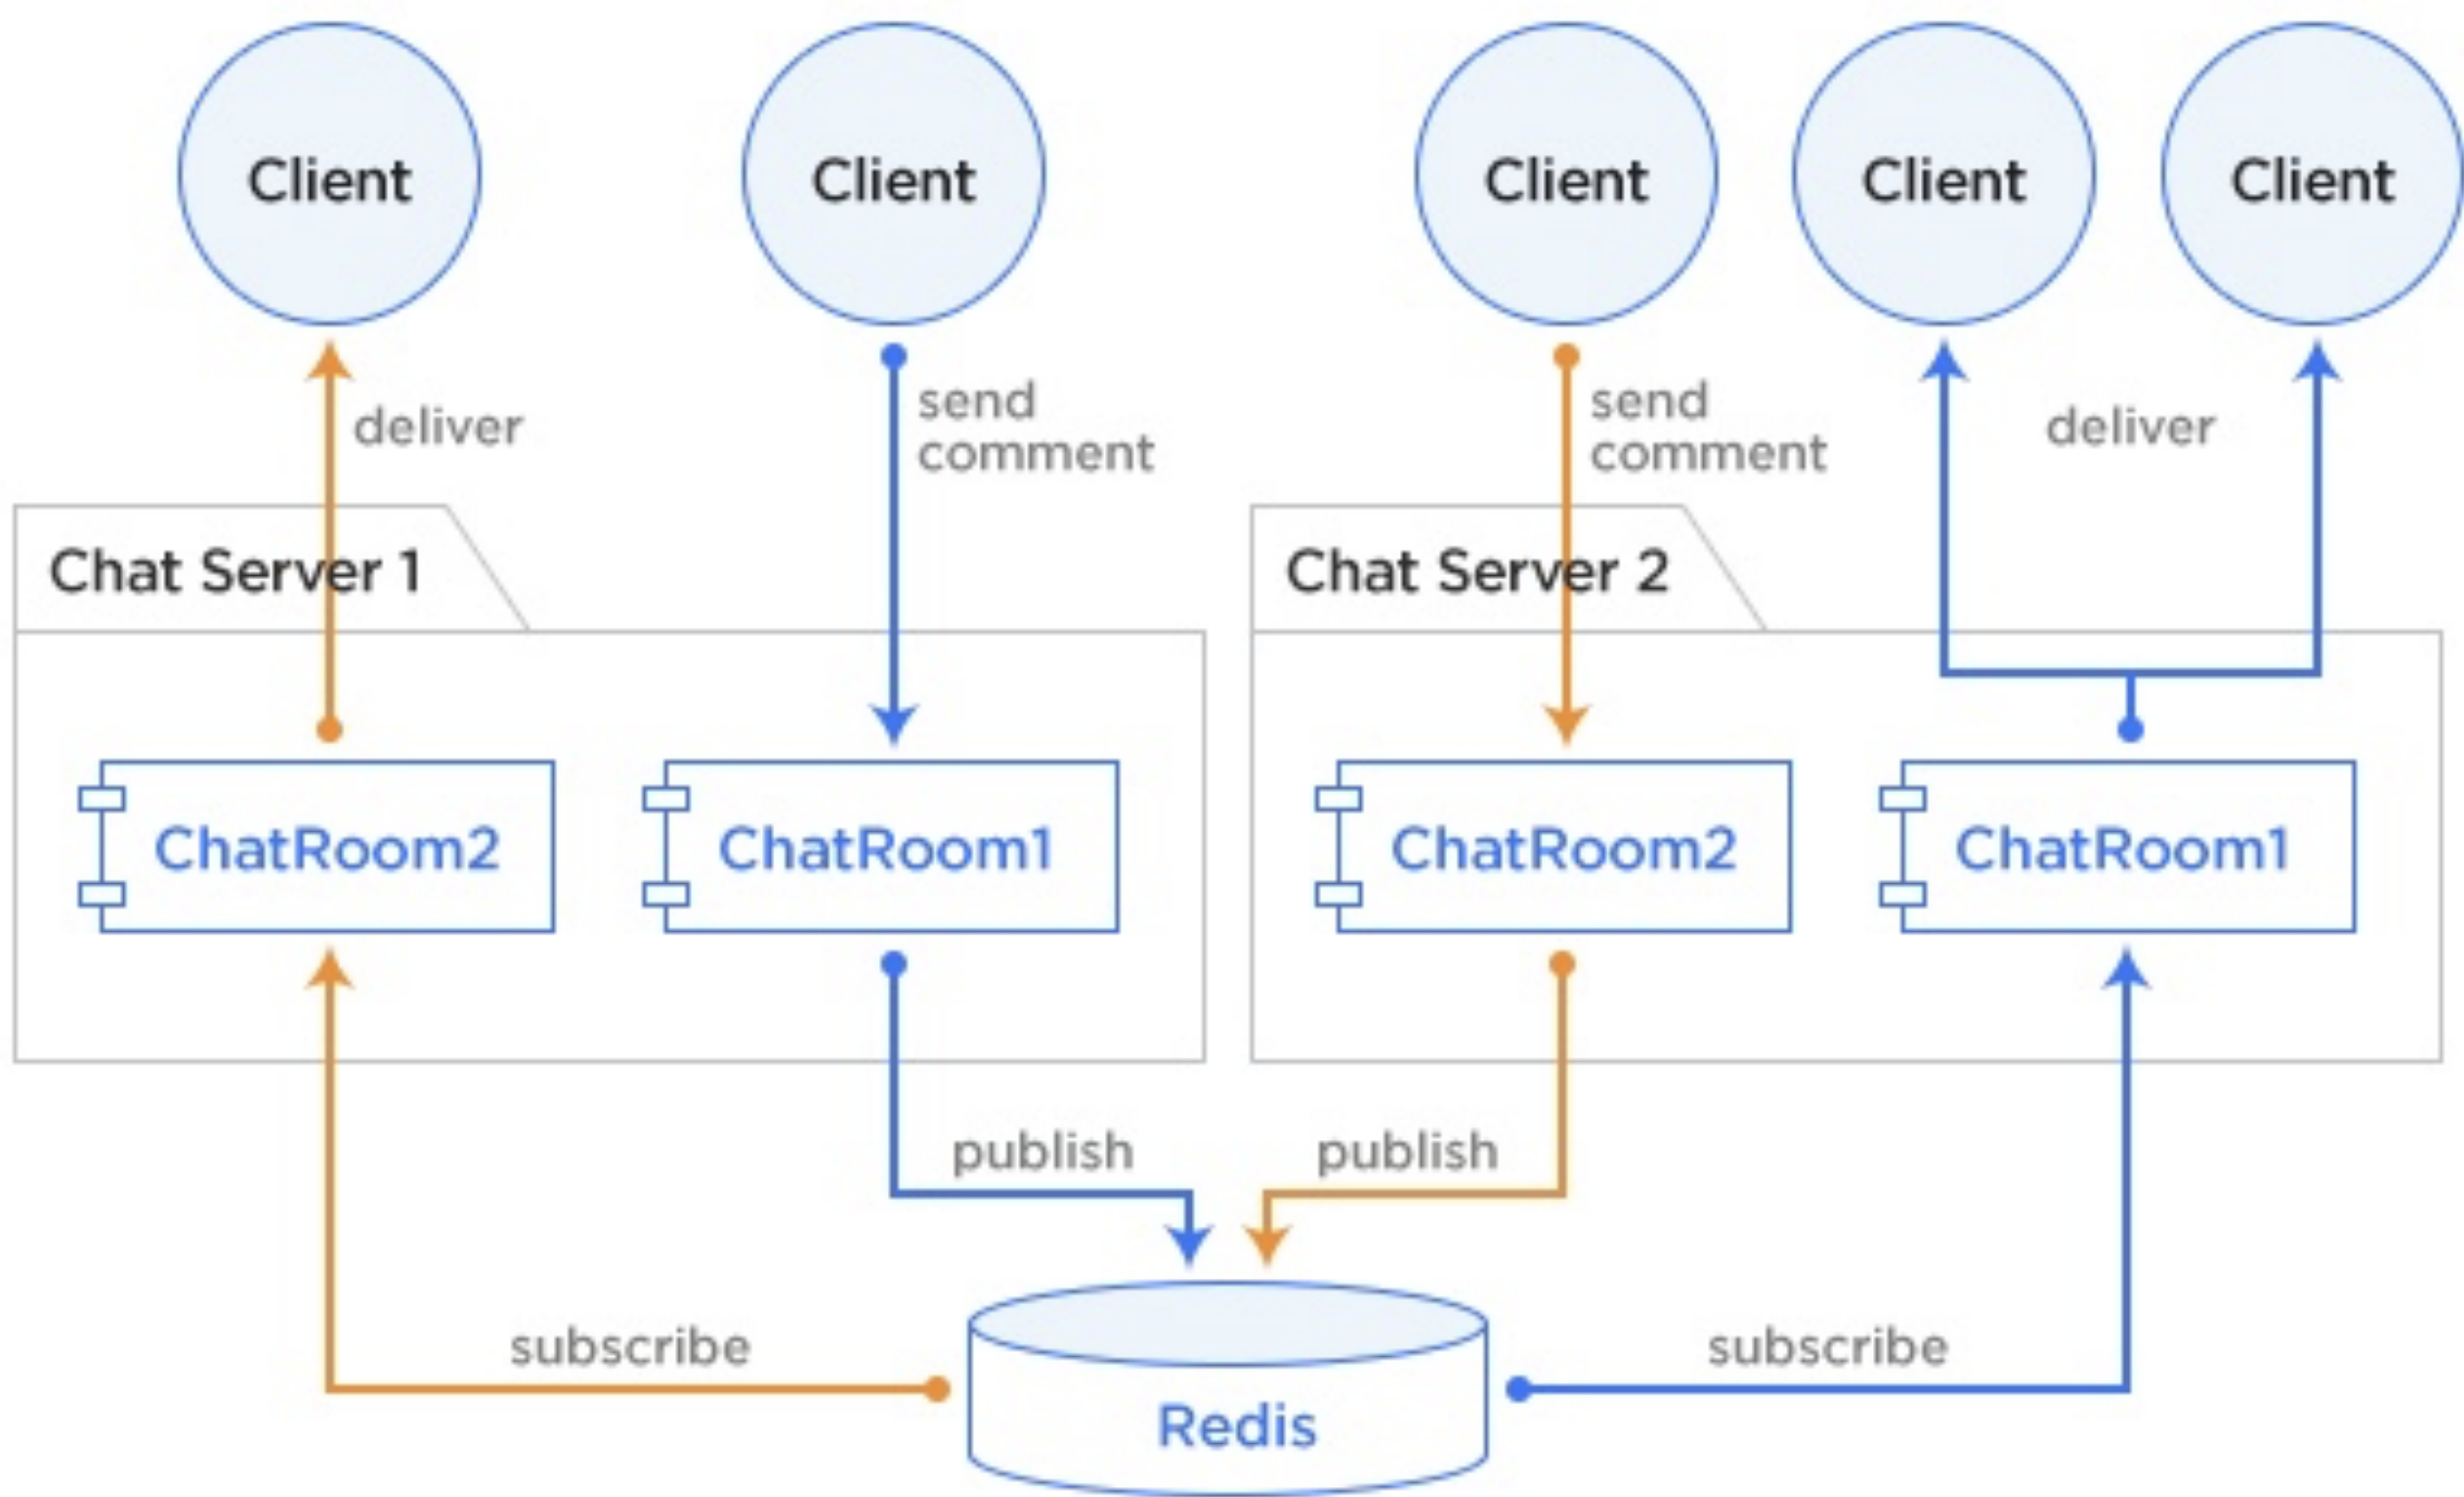 Client
Client
Client
Client
Client
deliver
send
comment
send
comment
deliver
Chat Server 1
Chat Server 2
ChatRoom2
ChatRoom1
ChatRoom2
ChatRoom1
publish
publish
subscribe
subscribe
Redis